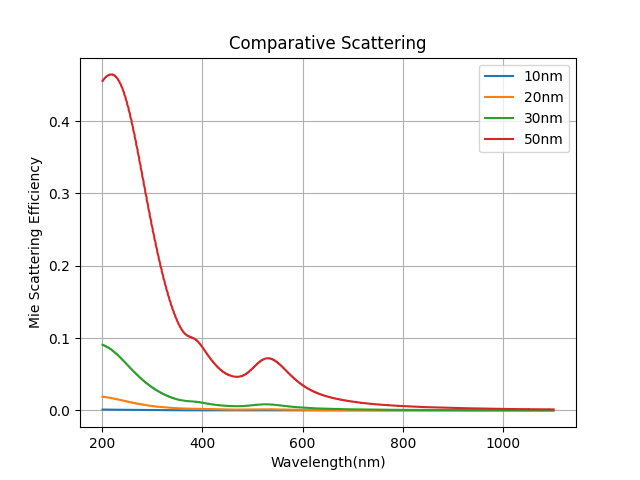 Comparative Scattering
10nm
20nm
30nm
50nm
Mie Scattering Efficiency
0.4
0.3
0.2
0.1
0.0
200 400 600 800 1000
Wavelength(nm)